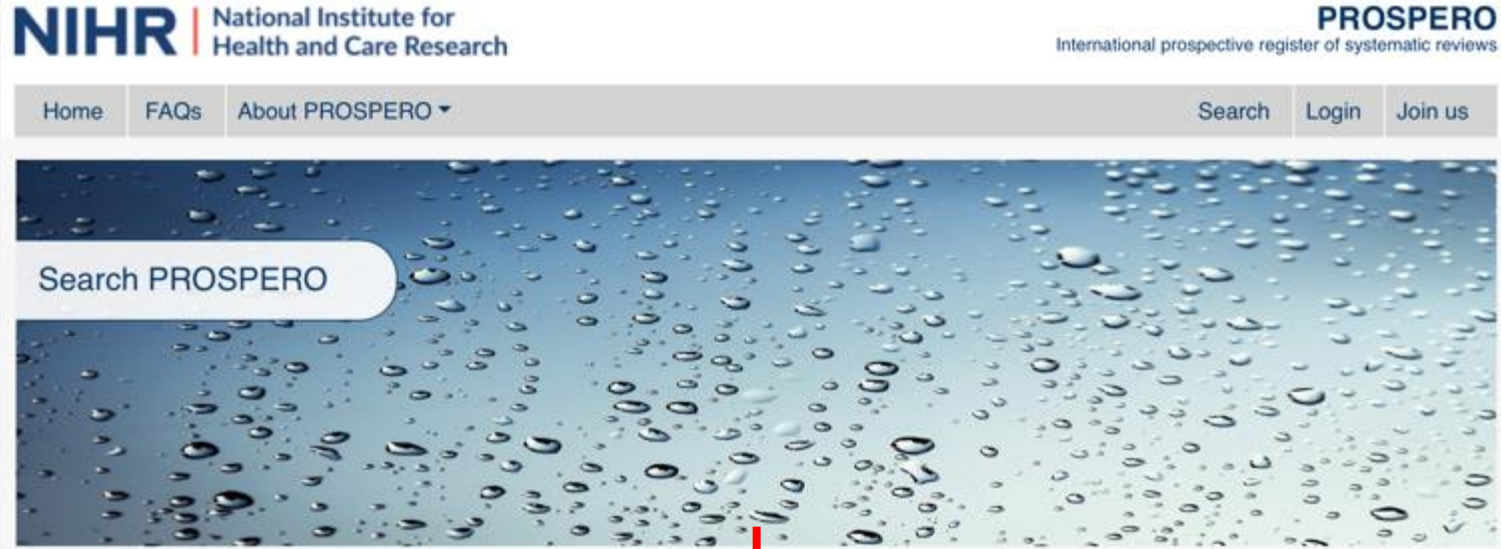 NIHR | National Institute for
Health and Care Research
PROSPERO
International prospective register of systematic reviews
Home FAQs About PROSPERO Search Login Join us
Search PROSPERO